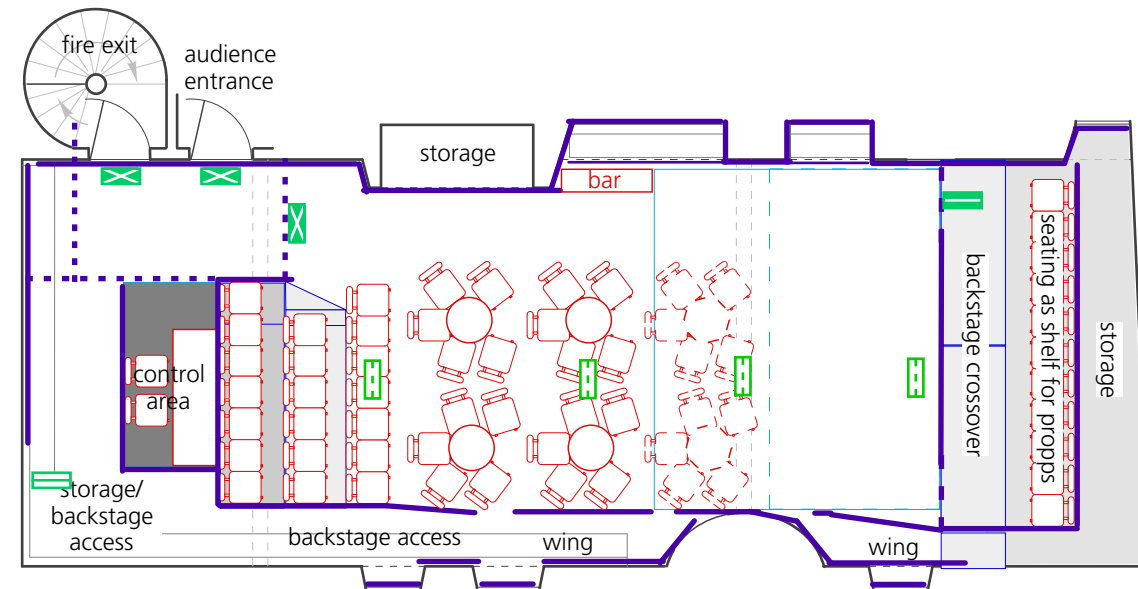 fire exit
audience
entrance
storage
bar
control
area
storage/
backstage
access
backstage access
wing
wing
backstage crossover
seating as shelf for propps
storage